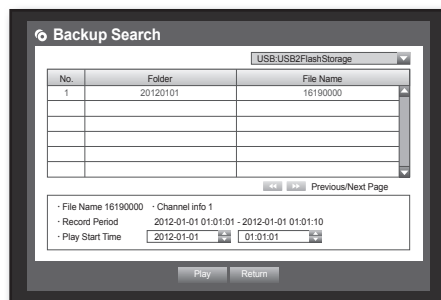 Backup Search
USB:USB2FlashStorage
No. Folder File Name
1 20120101 16190000
Previous/Next Page
· File Name 16190000 · Channel info 1
· Record Period 2012-01-01 01:01:01 - 2012-01-01 01:01:10
· Play Start Time 2012-01-01 01:01:01
Play Return